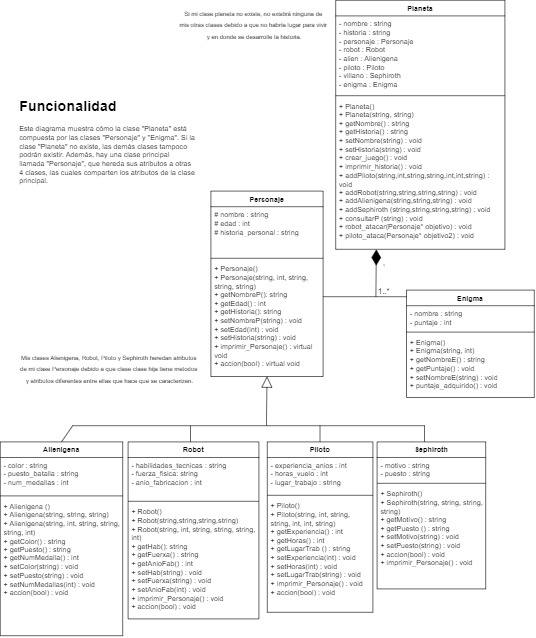 Si mi clase planeta no existe, no existirá ninguna de
mis otras clases debido a que no habría lugar para vivir
y en donde se desarrolle la historia.
Planeta
- nombre : string
- historia : string
- personaje : Personaje
- robot : Robot
- alien : Alienigena
- piloto : Piloto
- villano : Sephiroth
- enigma : Enigma
+ Planeta()
+ Planeta(string, string)
+ getNombre() : string
+ getHistoria() : string
+ setNombre(string) : void
+ setHistoria(string) : void
+ crear_juego() : void
+ imprimir_historia() : void
+ addPiloto(string,int,string,string,int,int,string) :
void
+ addRobot(string,string,string,string) : void
+ addAlienigena(string,string,string) : void
+ addSephiroth (string,string,string,string) : void
+ consultarP (string) : void
+ robot_atacar(Personaje* objetivo) : void
+ piloto_ataca(Personaje* objetivo2) : void
Funcionalidad
Este diagrama muestra cómo la clase "Planeta" está
compuesta por las clases "Personaje" y "Enigma". Si la
clase "Planeta" no existe, las demás clases tampoco
podrán existir. Además, hay una clase principal
llamada "Personaje", que hereda sus atributos a otras
4 clases, las cuales comparten los atributos de la clase
principal.
Personaje
# nombre : string
# edad : int
# historia_personal : string
+ Personaje()
+ Personaje(string, int, string,
string, string)
+ getNombreP(): string
+ getEdad() : int
+ getHistoria(): string
+ setNombreP(string) : void
+ setEdad(int) : void
+ setHistoria(string) : void
+ imprimir_Personaje() : virtual
void
+ accion(bool) : virtual void
1..*
Enigma
- nombre : string
- puntaje : int
+ Enigma()
+ Enigma(string, int)
+ getNombreE() : string
+ getPuntaje() : void
+ setNombreE(string) : void
+ puntaje_adquirido() : void
Mis clases Alienigena, Robot, Piloto y Sephiroth heredan atributos
de mi clase Personaje debido a que clase clase hija tiene metodos
y atributos diferentes entre ellas que hace que se caractericen.
Alienigena
- color : string
- puesto_batalla : string
- num_medallas : int
+ Alienigena ()
+ Alienigena(string, string, string)
+ Alienigena(string, int, string, string,
string, int)
+ getColor() : string
+ getPuesto() : string
+ getNumMedalla() : int
+ setColor(string) : void
+ setPuesto(string) : void
+ setNumMedallas(int) : void
+ accion(bool) : void
Robot
- habilidades_tecnicas : string
- fuerza_fisica: string
- anio_fabricacion : int
+ Robot()
+ Robot(string,string,string,string)
+ Robot(string, int, string, string, string,
int)
+ getHab(): string
+ getFuerxa() : string
+ getAnioFab() : int
+ setHab(string) : void
+ setFuerxa(string) : void
+ setAnioFab(int) : void
+ imprimir_Personaje() : void
+ accion(bool) : void
Piloto
- experiencia_anios : int
- horas_vuelo : int
- lugar_trabajo : string
+ Piloto()
+ Piloto(string, int, string,
string, int, int, string)
+ getExperiencia() : int
+ getHoras() : int
+ getLugarTrab () : string
+ setExperiencia(int) : void
+ setHoras(int) : void
+ setLugarTrab(string) : void
+ imprimir_Personaje() : void
+ accion(bool) : void
Sephiroth
- motivo : string
- puesto : string
+ Sephiroth()
+ Sephiroth(string, string, string,
string)
+ getMotivo() : string
+ getPuesto () : string
+ setMotivo(string) : void
+ setPuesto(string) : void
+ accion(bool) : void
+ imprimir_Personaje() : void